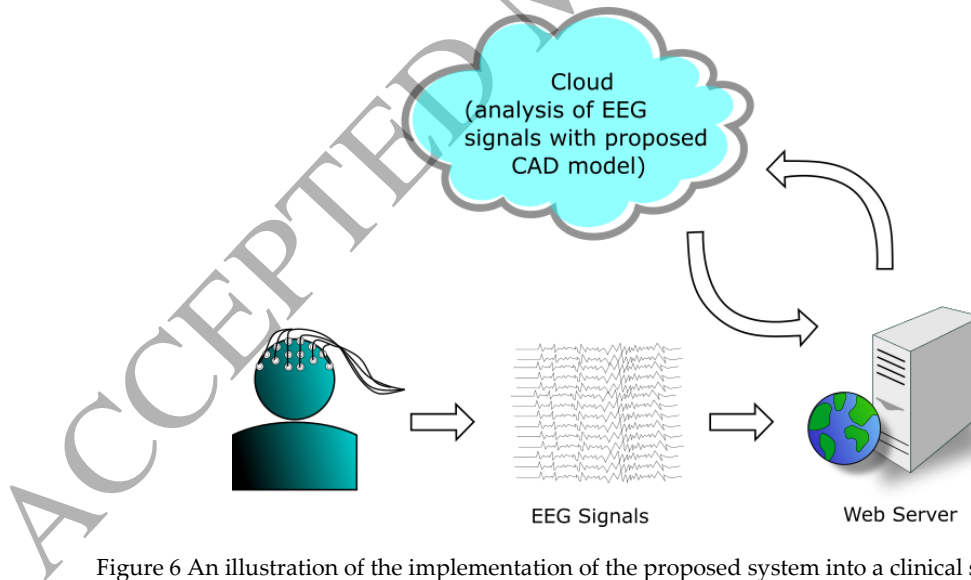 Cloud
(analysis of EEG
signals with proposed
CAD model)
EEG Signals
Web Server
Figure 6 An illustration of the implementation of the proposed system into a clinical
ACCEPTED